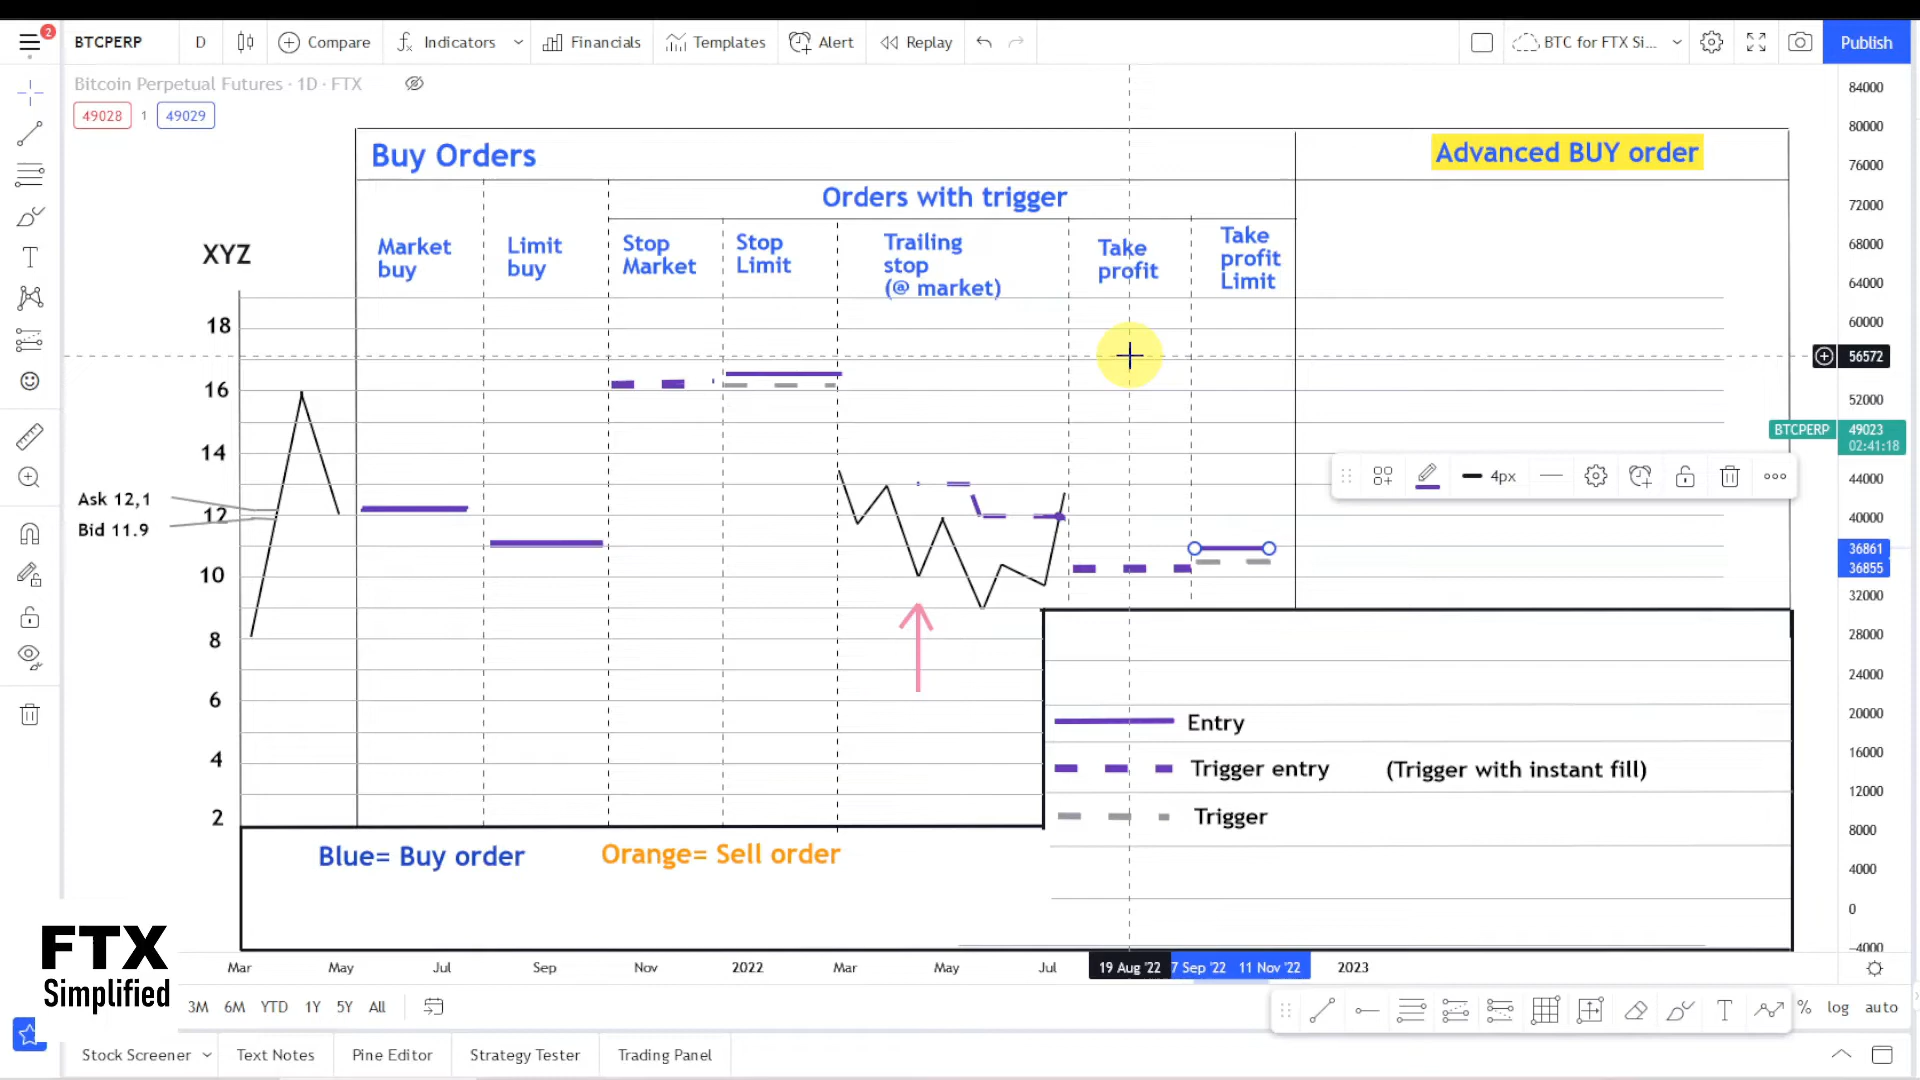 2
BTCPERP
D
Compare
Indicators
Financials
Templates
Alert
Replay
BTC for FTX Si...
Publish
Bitcoin Perpetual Futures · 1D · FTX
49028
1
49029
Buy Orders
Advanced BUY order
Orders with trigger
XYZ
Market
buy
Limit
buy
Stop
Market
Stop
Limit
Trailing
stop
(@ market)
Take
profit
Take
profit
Limit
18
16
14
12
10
8
6
4
2
Ask 12,1
Bid 11.9
4px
Entry
Trigger entry (Trigger with instant fill)
Trigger
Blue= Buy order
Orange= Sell order
84000
80000
76000
72000
68000
64000
60000
56572
52000
BTCPERP
49023
02:41:18
44000
40000
36861
36855
32000
28000
24000
20000
16000
12000
8000
4000
0
−4000
FTX
Simplified
Mar
May
Jul
Sep
Nov
2022
Mar
May
Jul
19 Aug '22
7 Sep '22
11 Nov '22
2023
3M
6M
YTD
1Y
5Y
All
%
log
auto
Stock Screener
Text Notes
Pine Editor
Strategy Tester
Trading Panel